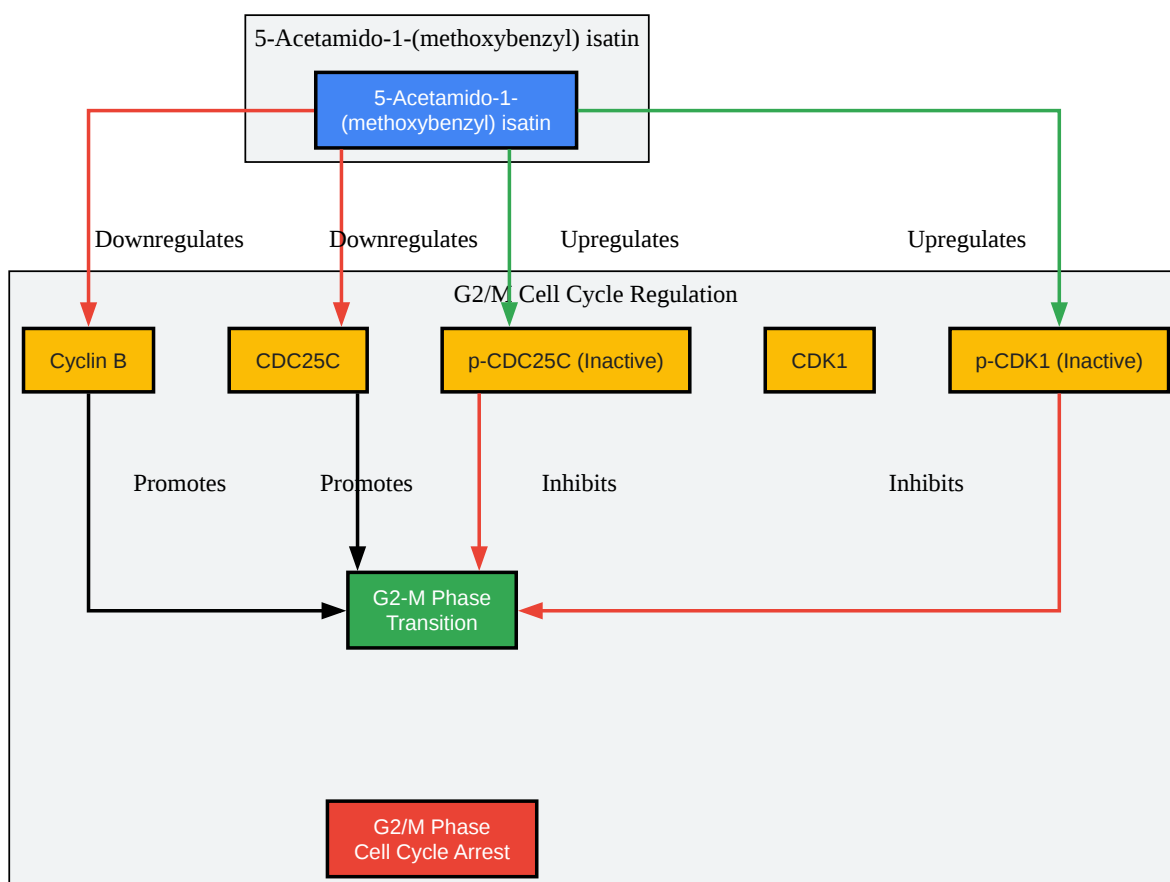 5-Acetamido-1-(methoxybenzyl) isatin
5-Acetamido-1-
(methoxybenzyl) isatin
Downregulates
Downregulates
Upregulates
Upregulates
G2/M Cell Cycle Regulation
Cyclin B
CDC25C
p-CDC25C (Inactive)
CDK1
p-CDK1 (Inactive)
Promotes
Promotes
Inhibits
Inhibits
G2-M Phase
Transition
G2/M Phase
Cell Cycle Arrest